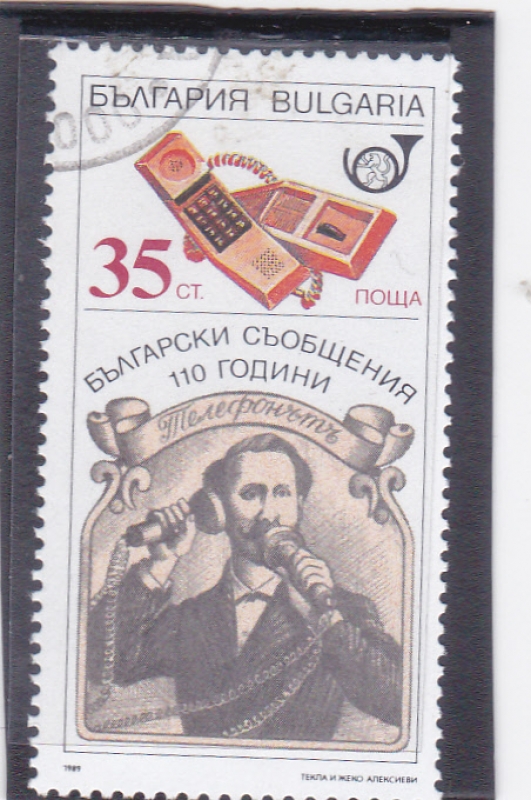 БЪЛГАРИЯ BULGARIA
35 СТ.
ПОЩА
БЪЛГАРСКИ СЪОБЩЕНИЯ
110 ГОДИНИ
Телефонътъ
1989
ТЕКЛА И ЖЕКО АЛЕКСИЕВИ